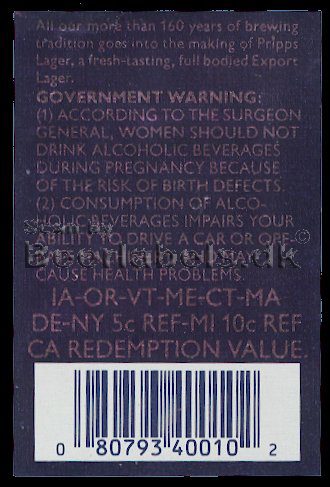 All our more than 160 years of brewing
tradition goes into the making of Pripps
Lager, a fresh-tasting, full bodied Export
Lager.
GOVERNMENT WARNING:
(1) ACCORDING TO THE SURGEON
GENERAL, WOMEN SHOULD NOT
DRINK ALCOHOLIC BEVERAGES
DURING PREGNANCY BECAUSE
OF THE RISK OF BIRTH DEFECTS.
(2) CONSUMPTION OF ALCO-
HOLIC BEVERAGES IMPAIRS YOUR
ABILITY TO DRIVE A CAR OR OPE-
Beerlabels.dk
©
CAUSE HEALTH PROBLEMS.
IA-OR-VT-ME-CT-MA
DE-NY 5c REF-MI 10c REF
CA REDEMPTION VALUE.
0 80793 40010 2